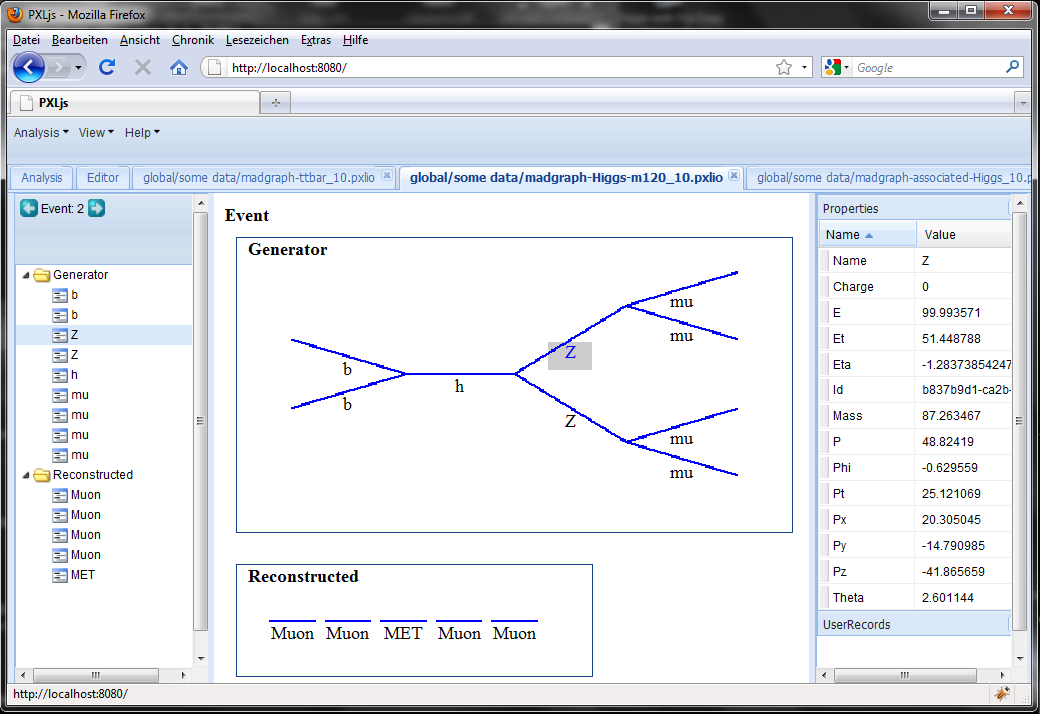 PXLjs - Mozilla Firefox
Datei Bearbeiten Ansicht Chronik Lesezeichen Extras Hilfe
http://localhost:8080/
Google
PXLjs
Analysis View Help
Analysis Editor global/some data/madgraph-ttbar_10.pxlio global/some data/madgraph-Higgs-m120_10.pxlio global/some data/madgraph-associated-Higgs_10.p
Event: 2
Generator
b
b
Z
Z
h
mu
mu
mu
mu
Reconstructed
Muon
Muon
Muon
Muon
MET
Event
Generator
b
b
h
Z
Z
mu
mu
mu
mu
Reconstructed
Muon Muon MET Muon Muon
Properties
Name Value
Name Z
Charge 0
E 99.993571
Et 51.448788
Eta -1.28373854247
Id b837b9d1-ca2b-
Mass 87.263467
P 48.82419
Phi -0.629559
Pt 25.121069
Px 20.305045
Py -14.790985
Pz -41.865659
Theta 2.601144
UserRecords
http://localhost:8080/